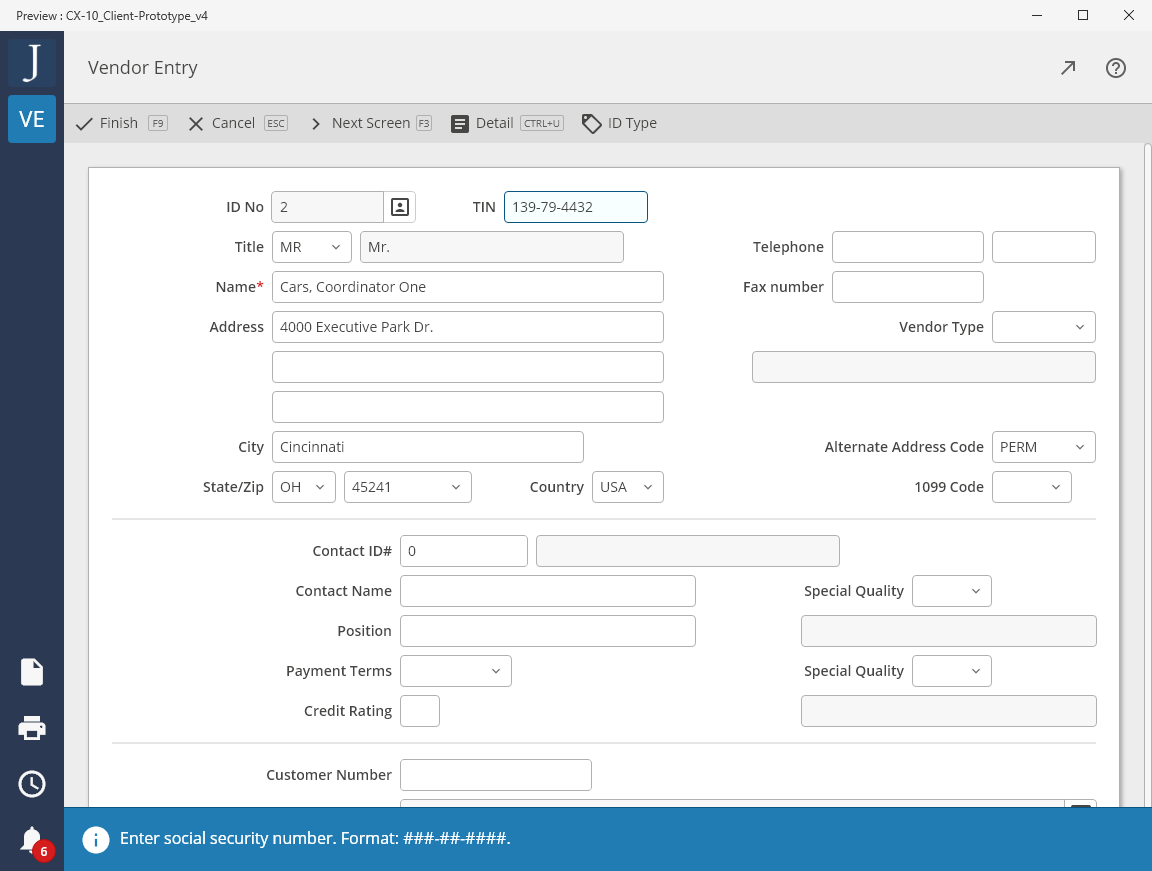 Preview : CX-10_Client-Prototype_v4
J
Vendor Entry
VE
Finish F9 Cancel ESC Next Screen F3 Detail CTRL+U ID Type
ID No 2 TIN 139-79-4432
Title MR Mr. Telephone
Name* Cars, Coordinator One Fax number
Address 4000 Executive Park Dr. Vendor Type
City Cincinnati Alternate Address Code PERM
State/Zip OH 45241 Country USA 1099 Code
Contact ID# 0
Contact Name Special Quality
Position
Payment Terms Special Quality
Credit Rating
Customer Number
Enter social security number. Format: ###-##-####.
6